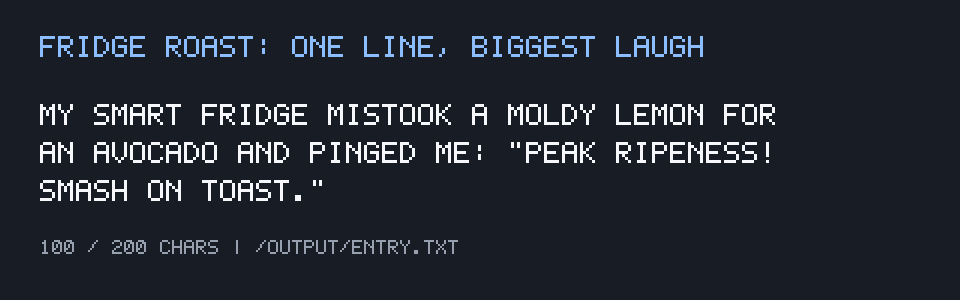 FRIDGE ROAST: ONE LINE, BIGGEST LAUGH
MY SMART FRIDGE MISTOOK A MOLDY LEMON FOR
AN AVOCADO AND PINGED ME: "PEAK RIPENESS!
SMASH ON TOAST."
100 / 200 CHARS | /OUTPUT/ENTRY.TXT